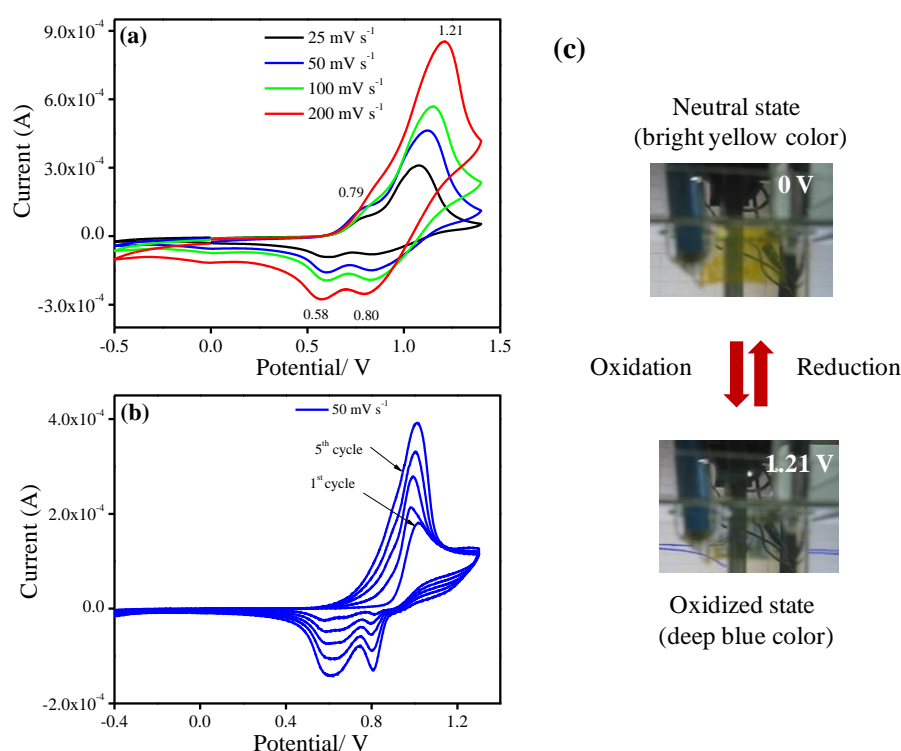 (a)
25 mV s⁻¹
50 mV s⁻¹
100 mV s⁻¹
200 mV s⁻¹
1.21
0.79
0.58
0.80
9.0x10⁻⁴
6.0x10⁻⁴
3.0x10⁻⁴
0.0
-3.0x10⁻⁴
Current (A)
-0.5 0.0 0.5 1.0 1.5
Potential/ V
(b)
50 mV s⁻¹
5ᵗʰ cycle
1ˢᵗ cycle
4.0x10⁻⁴
2.0x10⁻⁴
0.0
-2.0x10⁻⁴
Current (A)
-0.4 0.0 0.4 0.8 1.2
Potential/ V
(c)
Neutral state
(bright yellow color)
0 V
Oxidation Reduction
1.21 V
Oxidized state
(deep blue color)